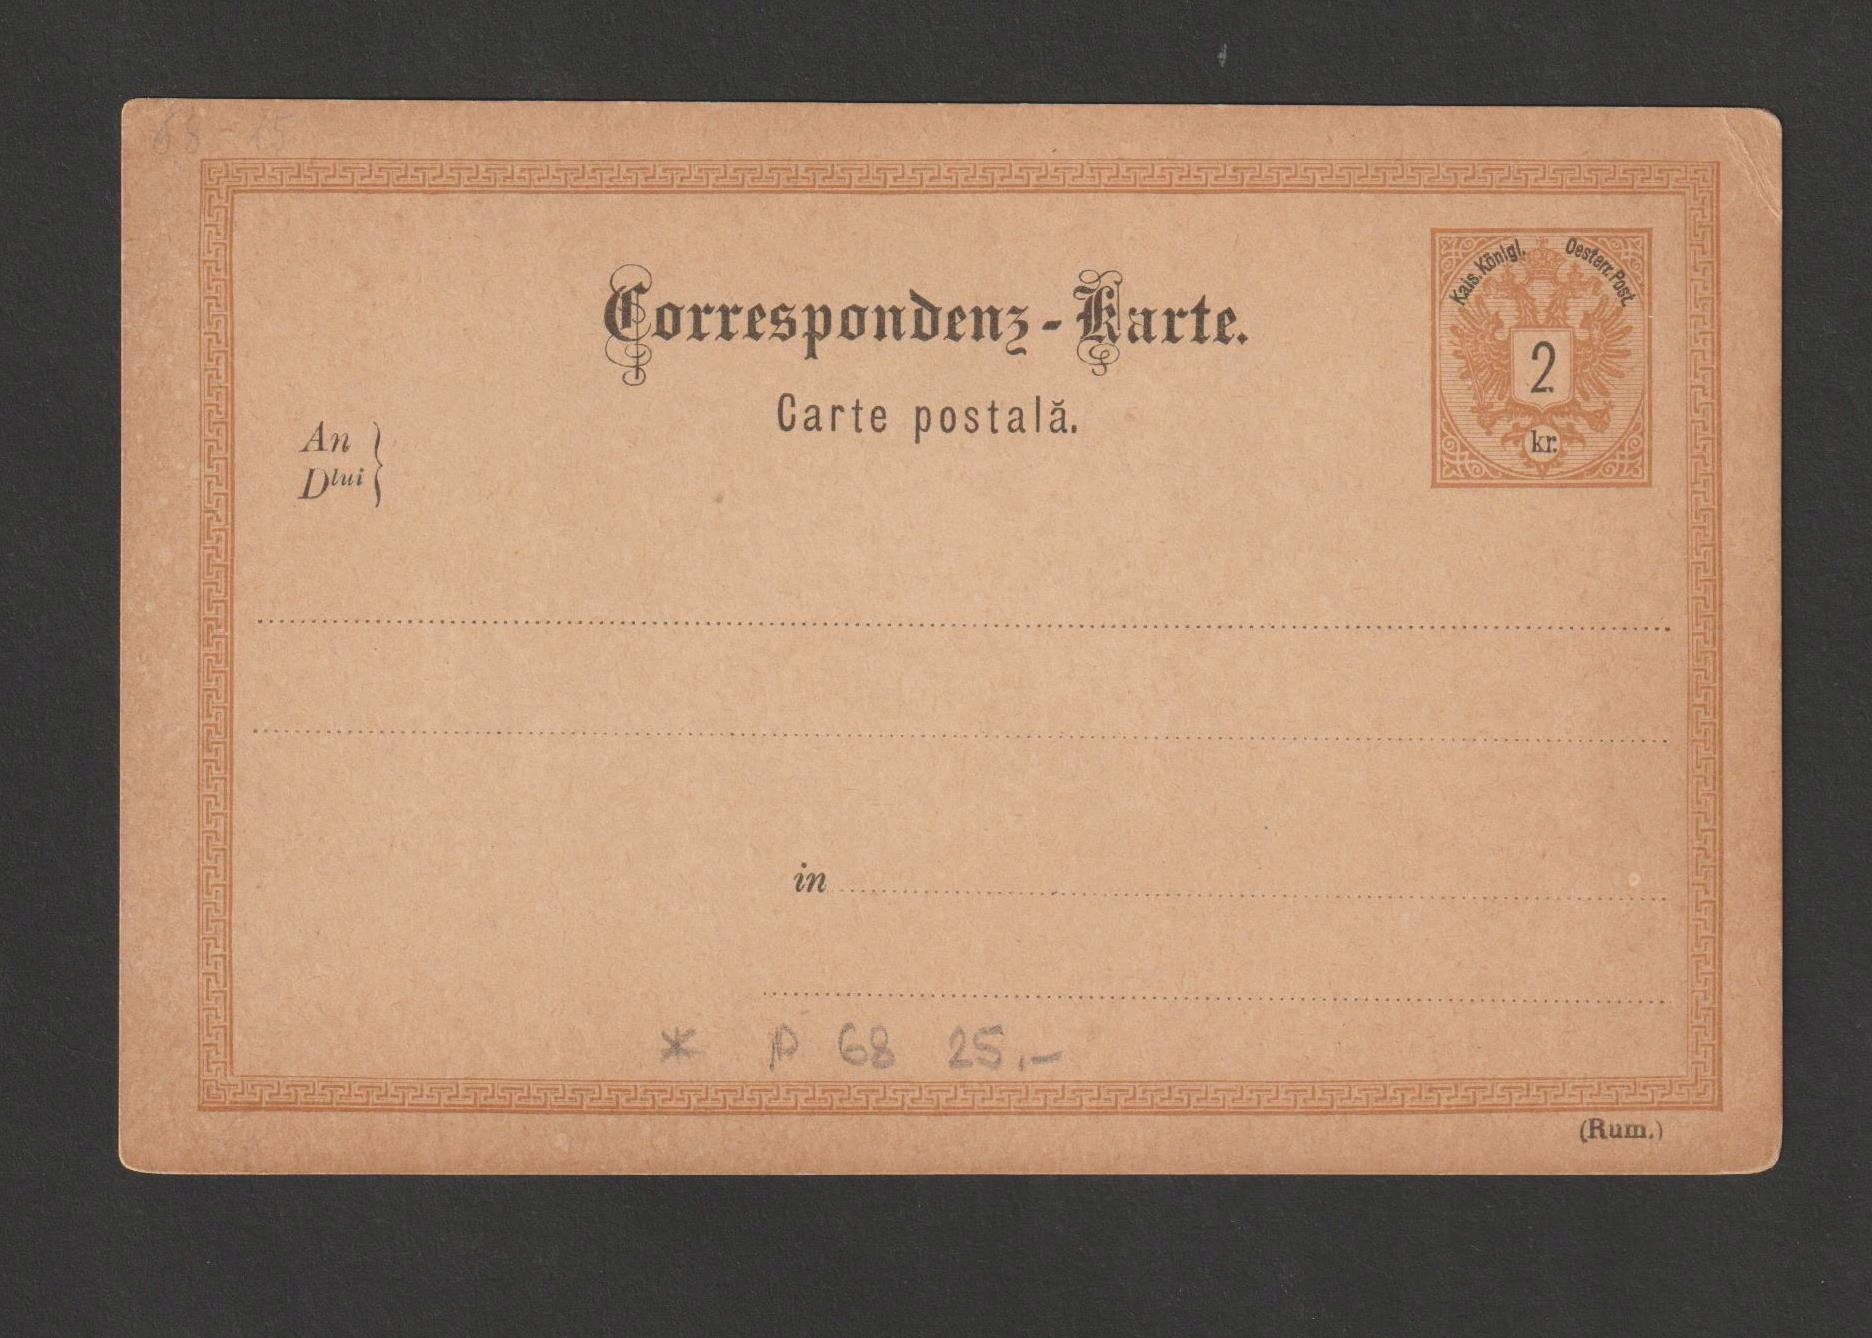 Kais. Königl. Oesterr. Post.
Correspondenz-Karte.
2
Carte postală.
kr.
An
Dlui
in
* P 68 25.-
(Rum.)